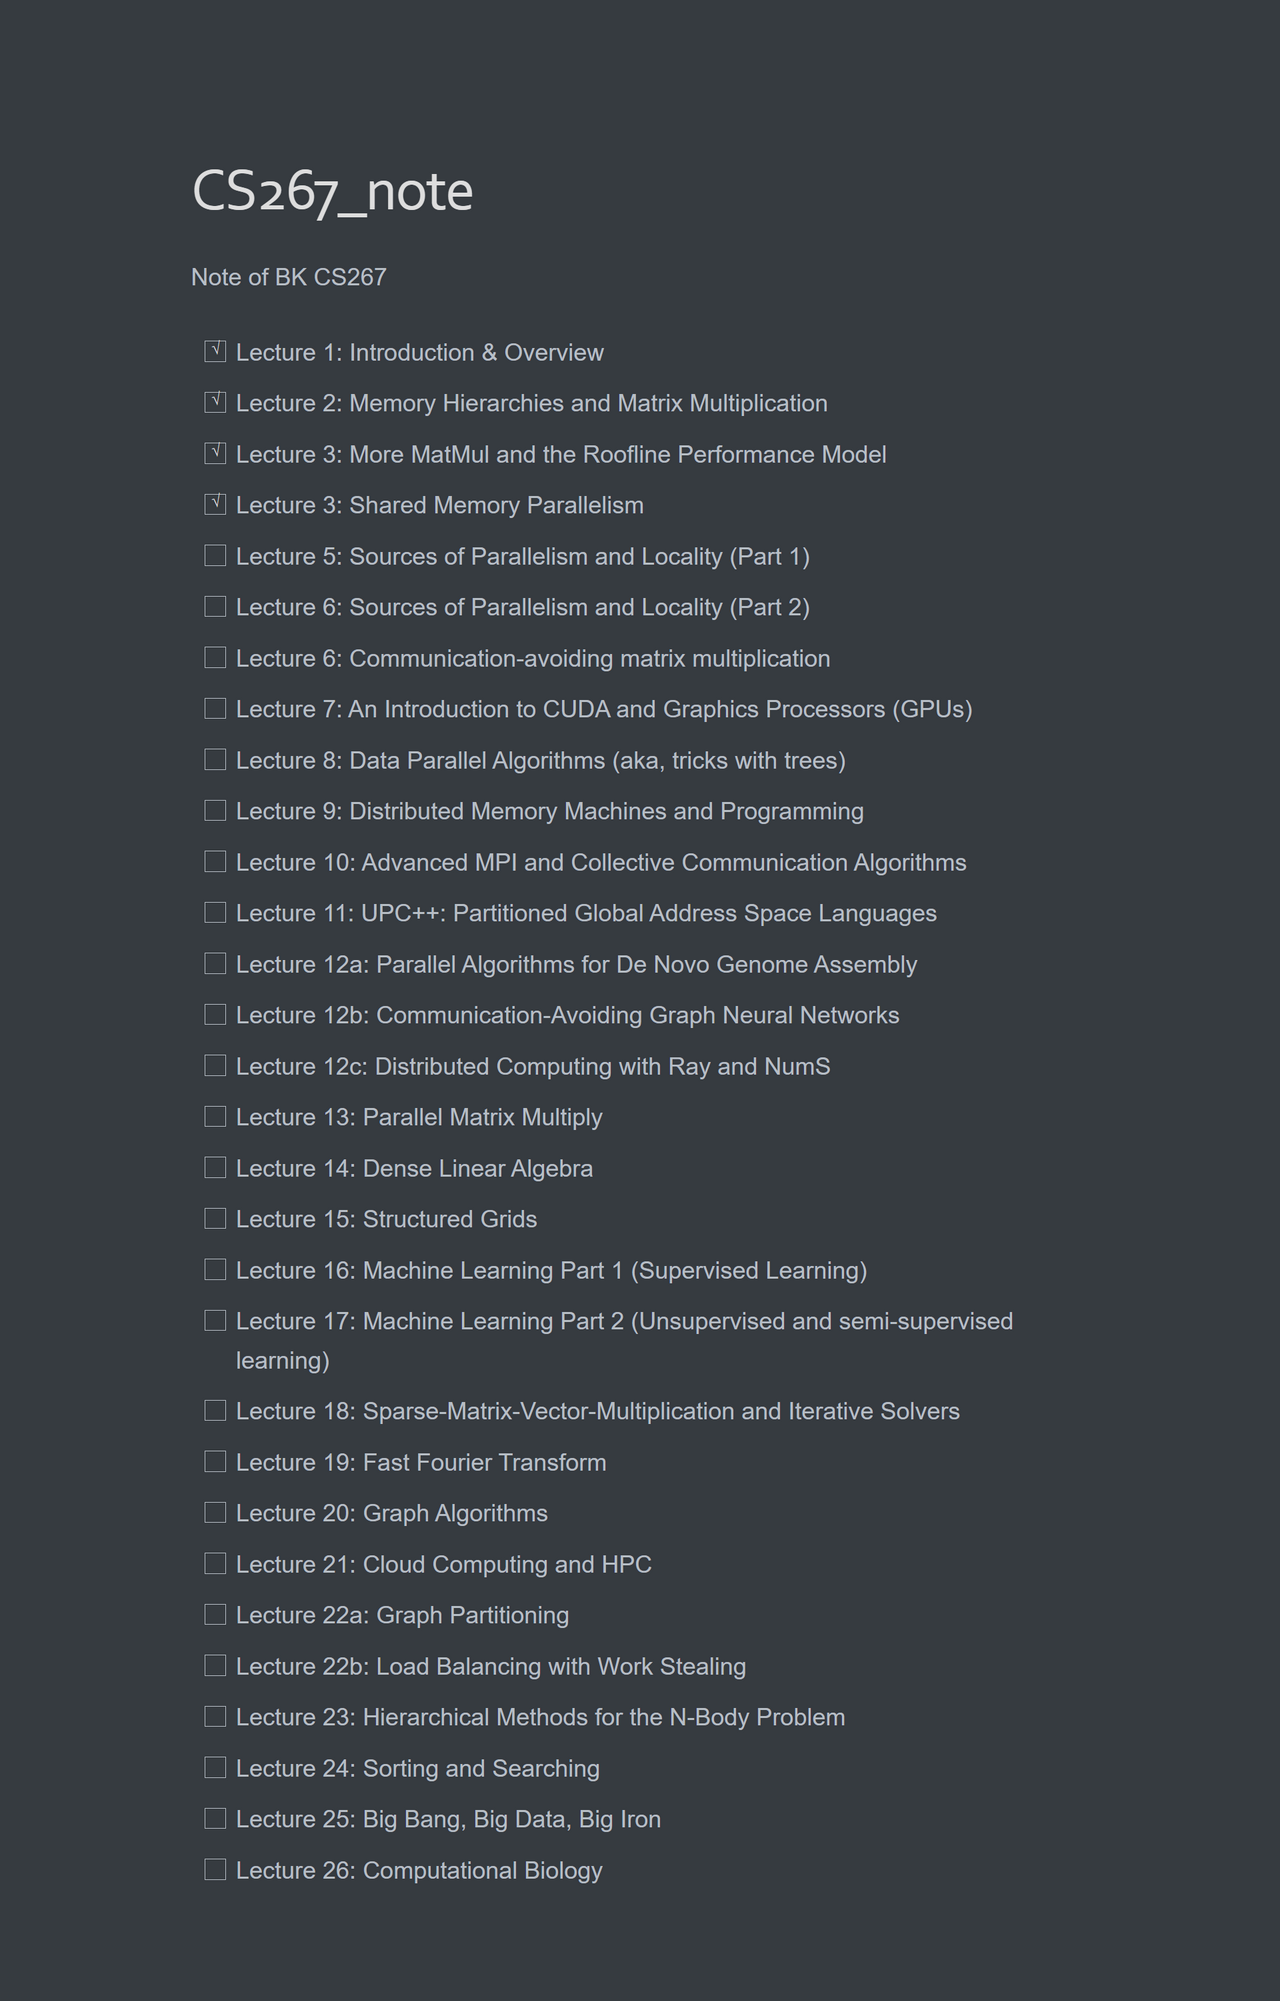 CS267_note
Note of BK CS267
√ Lecture 1: Introduction & Overview
√ Lecture 2: Memory Hierarchies and Matrix Multiplication
√ Lecture 3: More MatMul and the Roofline Performance Model
√ Lecture 3: Shared Memory Parallelism
Lecture 5: Sources of Parallelism and Locality (Part 1)
Lecture 6: Sources of Parallelism and Locality (Part 2)
Lecture 6: Communication-avoiding matrix multiplication
Lecture 7: An Introduction to CUDA and Graphics Processors (GPUs)
Lecture 8: Data Parallel Algorithms (aka, tricks with trees)
Lecture 9: Distributed Memory Machines and Programming
Lecture 10: Advanced MPI and Collective Communication Algorithms
Lecture 11: UPC++: Partitioned Global Address Space Languages
Lecture 12a: Parallel Algorithms for De Novo Genome Assembly
Lecture 12b: Communication-Avoiding Graph Neural Networks
Lecture 12c: Distributed Computing with Ray and NumS
Lecture 13: Parallel Matrix Multiply
Lecture 14: Dense Linear Algebra
Lecture 15: Structured Grids
Lecture 16: Machine Learning Part 1 (Supervised Learning)
Lecture 17: Machine Learning Part 2 (Unsupervised and semi-supervised
learning)
Lecture 18: Sparse-Matrix-Vector-Multiplication and Iterative Solvers
Lecture 19: Fast Fourier Transform
Lecture 20: Graph Algorithms
Lecture 21: Cloud Computing and HPC
Lecture 22a: Graph Partitioning
Lecture 22b: Load Balancing with Work Stealing
Lecture 23: Hierarchical Methods for the N-Body Problem
Lecture 24: Sorting and Searching
Lecture 25: Big Bang, Big Data, Big Iron
Lecture 26: Computational Biology